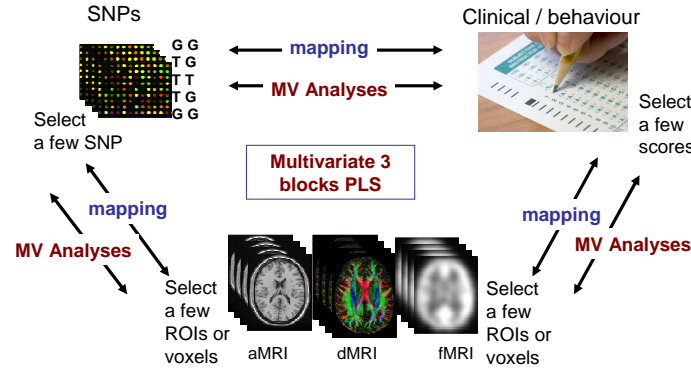 SNPs
Clinical / behaviour
G G
T G
T T
T G
G G
mapping
MV Analyses
Select
a few SNP
Select
a few
scores
Multivariate 3
blocks PLS
mapping
MV Analyses
mapping
MV Analyses
Select
a few
ROIs or
voxels
Select
a few
ROIs or
voxels
aMRI
dMRI
fMRI